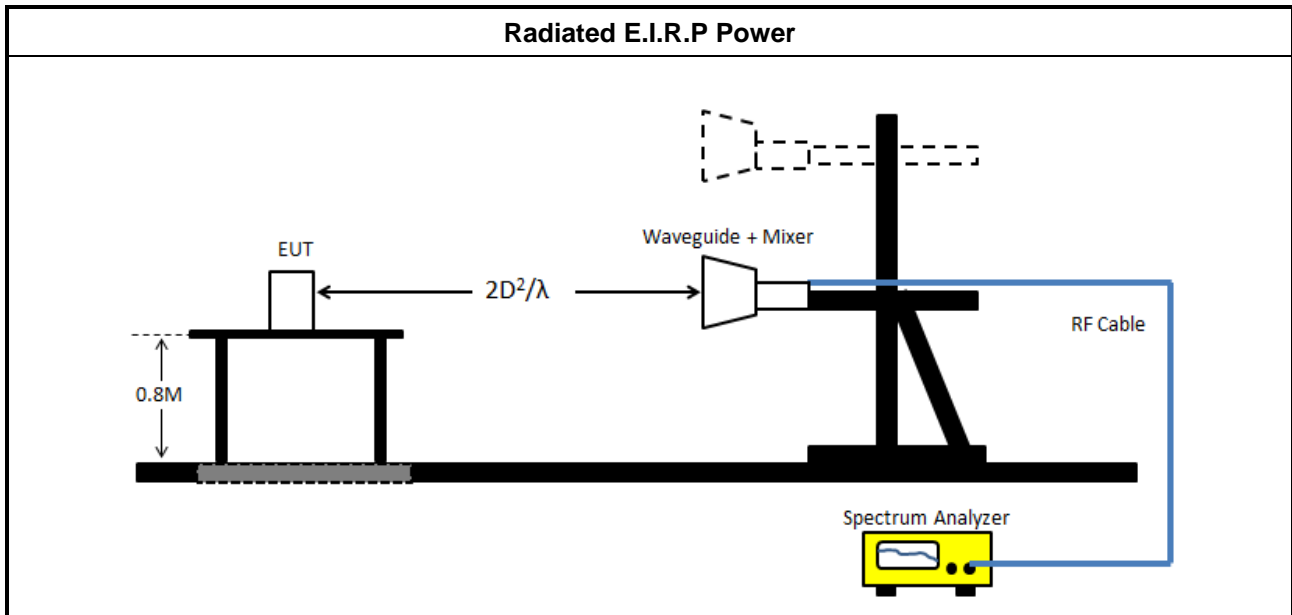 Radiated E.I.R.P Power
Waveguide + Mixer
EUT
2D²/λ
RF Cable
0.8M
Spectrum Analyzer